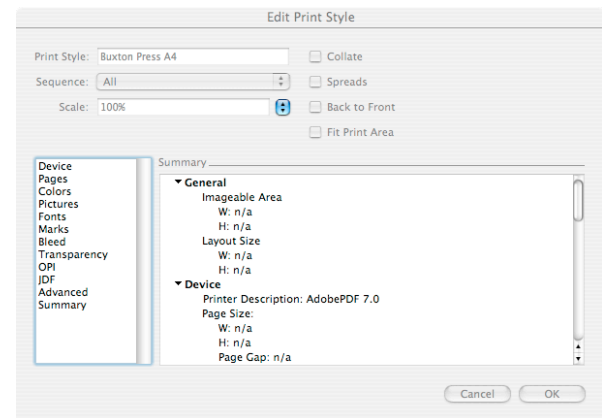 Edit Print Style
Print Style: Buxton Press A4
Collate
Sequence: All
Spreads
Scale: 100%
Back to Front
Fit Print Area
Device
Pages
Colors
Pictures
Fonts
Marks
Bleed
Transparency
OPI
JDF
Advanced
Summary
Summary
General
Imageable Area
W: n/a
H: n/a
Layout Size
W: n/a
H: n/a
Device
Printer Description: AdobePDF 7.0
Page Size:
W: n/a
H: n/a
Page Gap: n/a
Cancel
OK